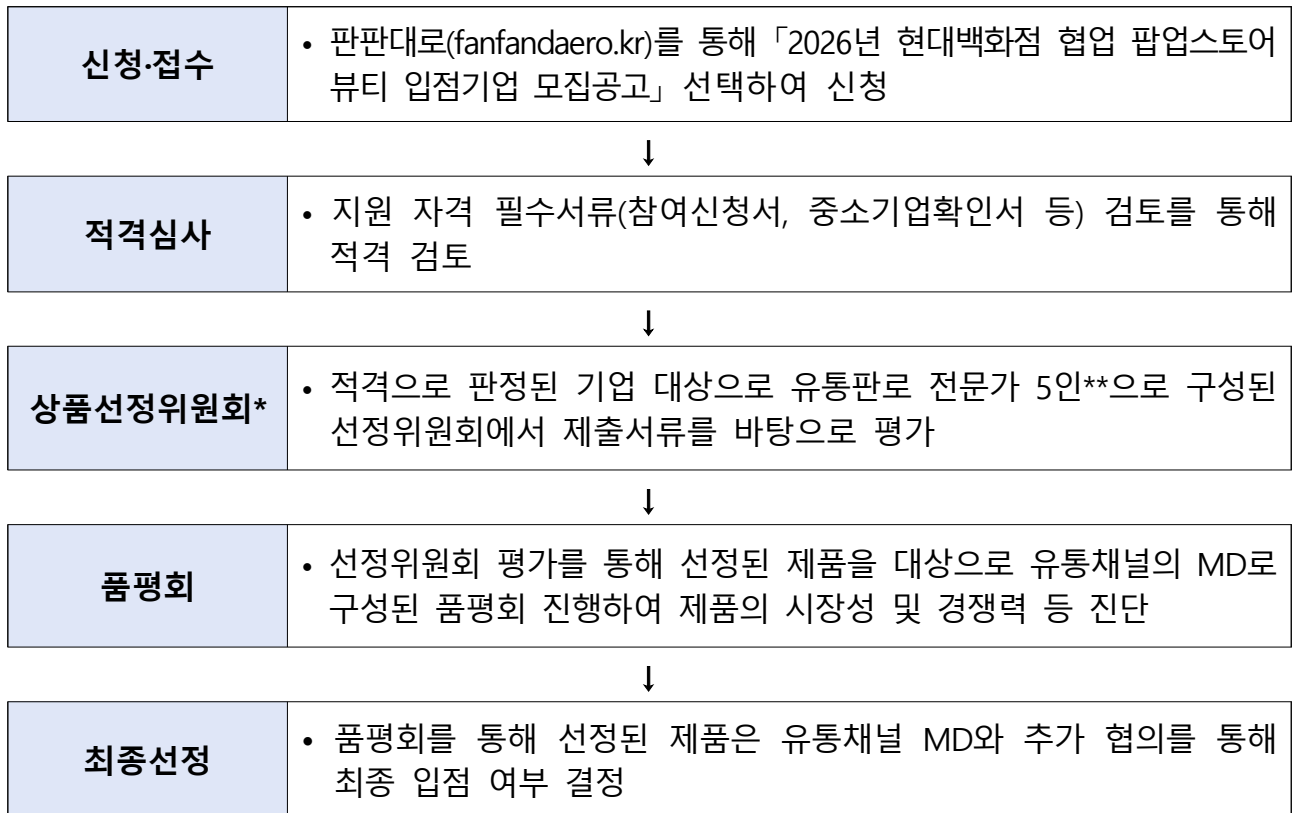 신청·접수
• 판판대로(fanfandaero.kr)를 통해「2026년 현대백화점 협업 팝업스토어
뷰티 입점기업 모집공고」선택하여 신청
↓
적격심사
• 지원 자격 필수서류(참여신청서, 중소기업확인서 등) 검토를 통해
적격 검토
↓
상품선정위원회*
• 적격으로 판정된 기업 대상으로 유통판로 전문가 5인**으로 구성된
선정위원회에서 제출서류를 바탕으로 평가
↓
품평회
• 선정위원회 평가를 통해 선정된 제품을 대상으로 유통채널의 MD로
구성된 품평회 진행하여 제품의 시장성 및 경쟁력 등 진단
↓
최종선정
• 품평회를 통해 선정된 제품은 유통채널 MD와 추가 협의를 통해
최종 입점 여부 결정